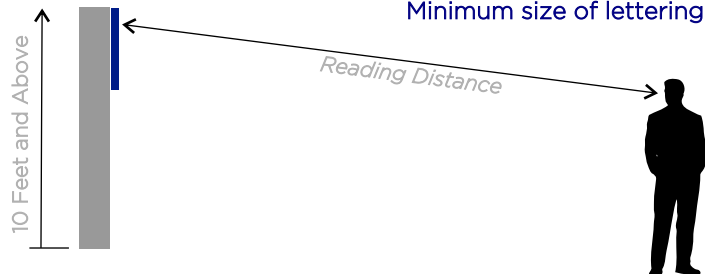 Minimum size of lettering
Reading Distance
10 Feet and Above